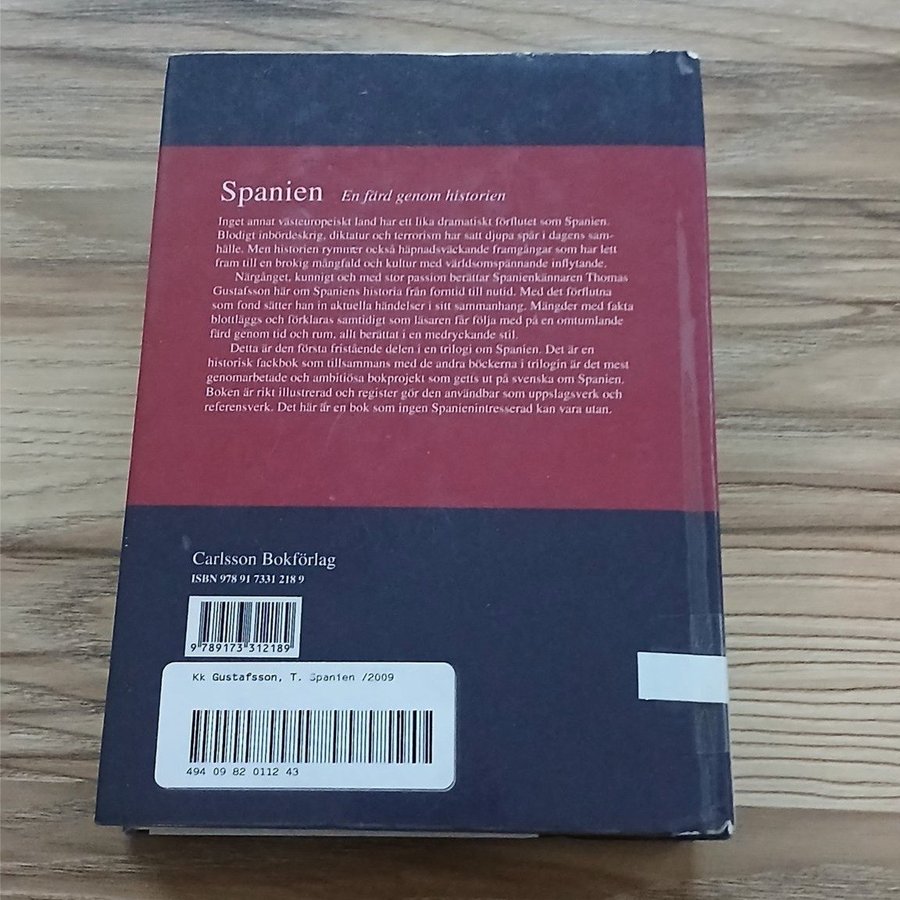 Spanien En färd genom historien
Inget annat västeuropeiskt land har ett lika dramatiskt förflutet som Spanien.
Blodigt inbördeskrig, diktatur och terrorism har satt djupa spår i dagens sam-
hälle. Men historien rymmer också häpnadsväckande framgångar som har lett
fram till en brokig mångfald och kultur med världsomspännande inflytande.
Närgånget, kunnigt och med stor passion berättar Spanienkännaren Thomas
Gustafsson här om Spaniens historia från forntid till nutid. Med det förflutna
som fond sätter han in aktuella händelser i sitt sammanhang. Mängder med fakta
blottläggs och förklaras samtidigt som läsaren får följa med på en omtumlande
färd genom tid och rum, allt berättat i en medryckande stil.
Detta är den första fristående delen i en trilogi om Spanien. Det är en
historisk fackbok som tillsammans med de andra böckerna i trilogin är det mest
genomarbetade och ambitiösa bokprojekt som getts ut på svenska om Spanien.
Boken är rikt illustrerad och register gör den användbar som uppslagsverk och
referensverk. Det här är en bok som ingen Spanienintresserad kan vara utan.
Carlsson Bokförlag
ISBN 978 91 7331 218 9
9 789173 312189
Kk Gustafsson, T. Spanien /2009
494 09 82 0112 43